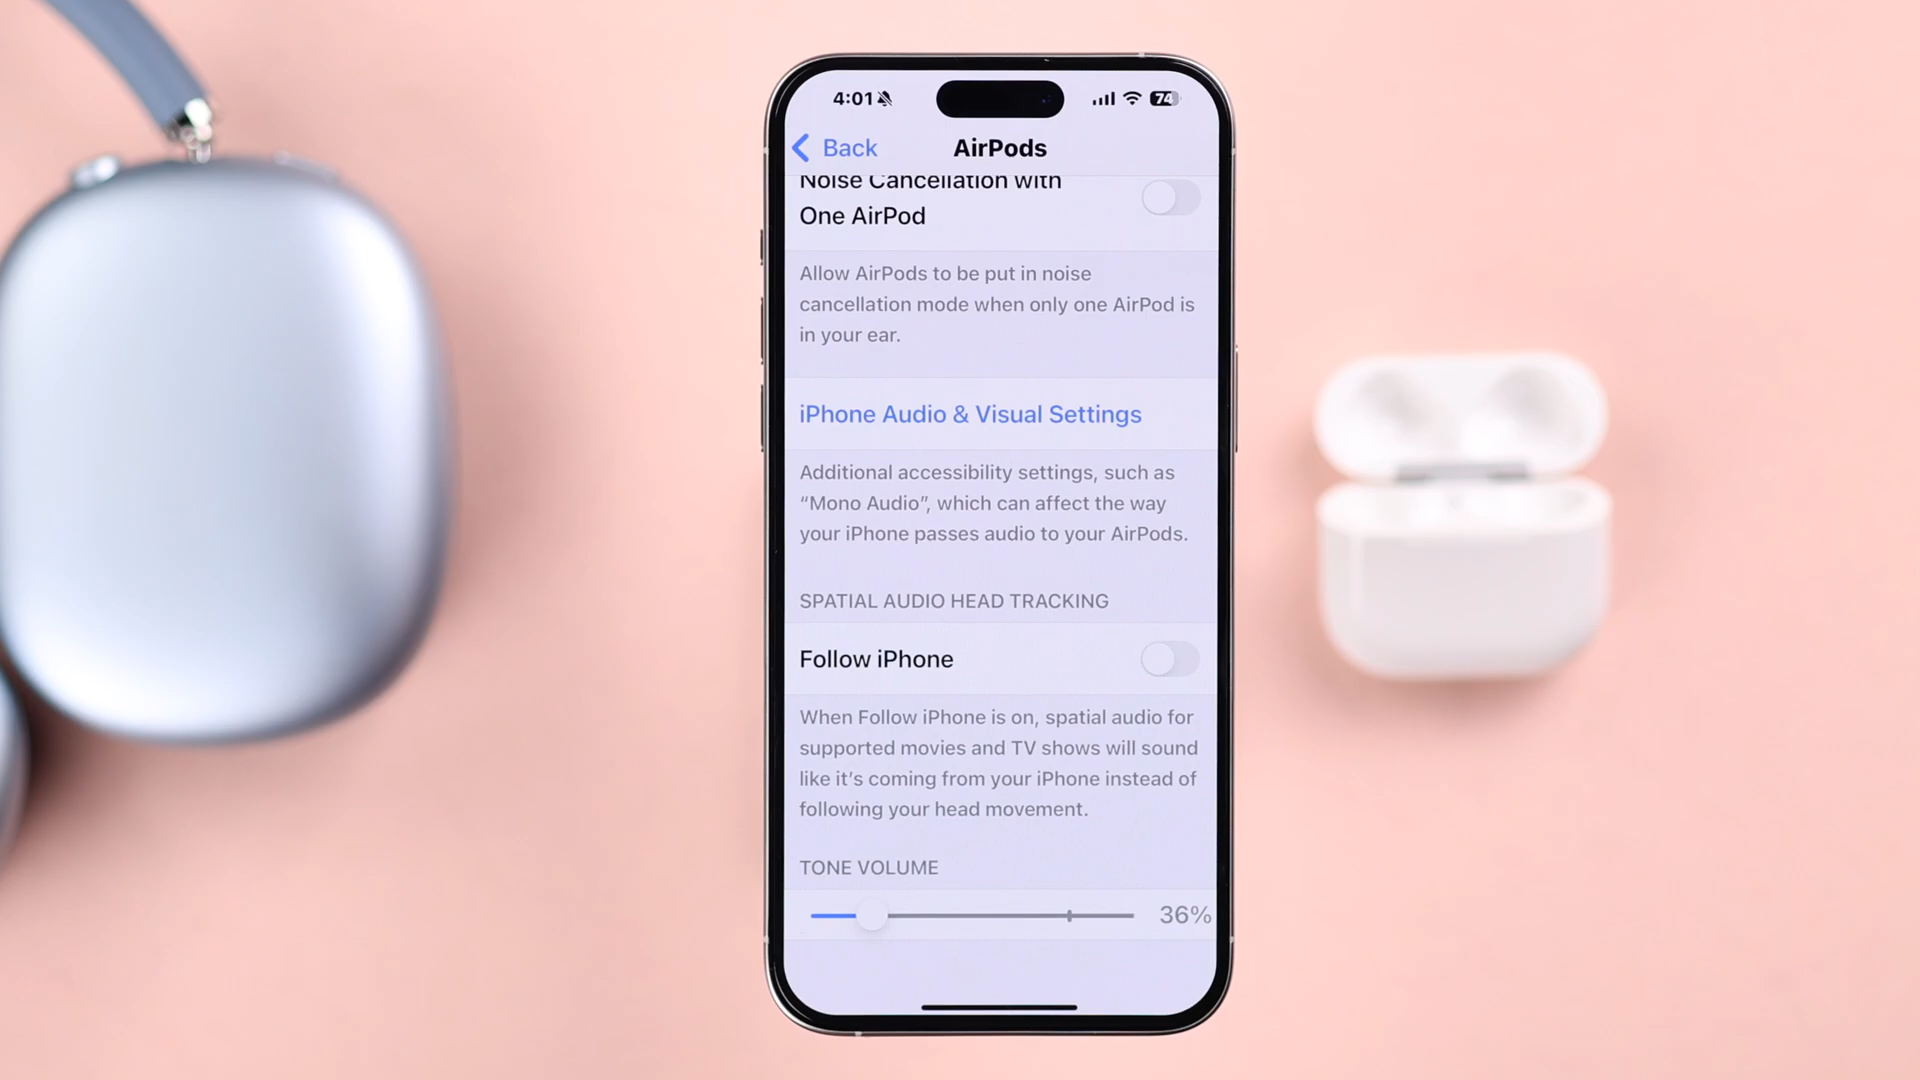 4:01
74
Back
AirPods
Noise Cancellation with
One AirPod
Allow AirPods to be put in noise
cancellation mode when only one AirPod is
in your ear.
iPhone Audio & Visual Settings
Additional accessibility settings, such as
“Mono Audio”, which can affect the way
your iPhone passes audio to your AirPods.
SPATIAL AUDIO HEAD TRACKING
Follow iPhone
When Follow iPhone is on, spatial audio for
supported movies and TV shows will sound
like it’s coming from your iPhone instead of
following your head movement.
TONE VOLUME
36%